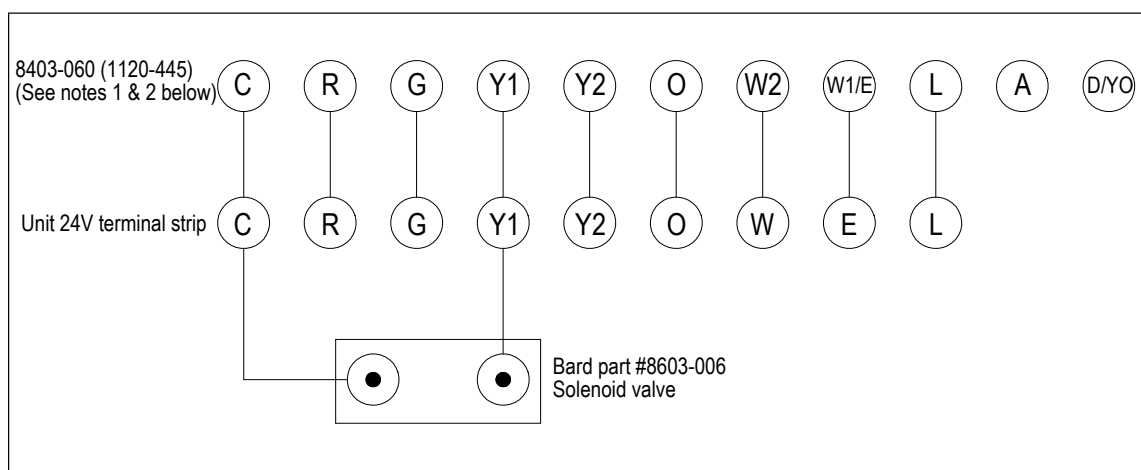 8403-060 (1120-445)
(See notes 1 & 2 below)
C R G Y1 Y2 O W2 W1/E L A D/YO
Unit 24V terminal strip
C R G Y1 Y2 O W E L
Bard part #8603-006
Solenoid valve